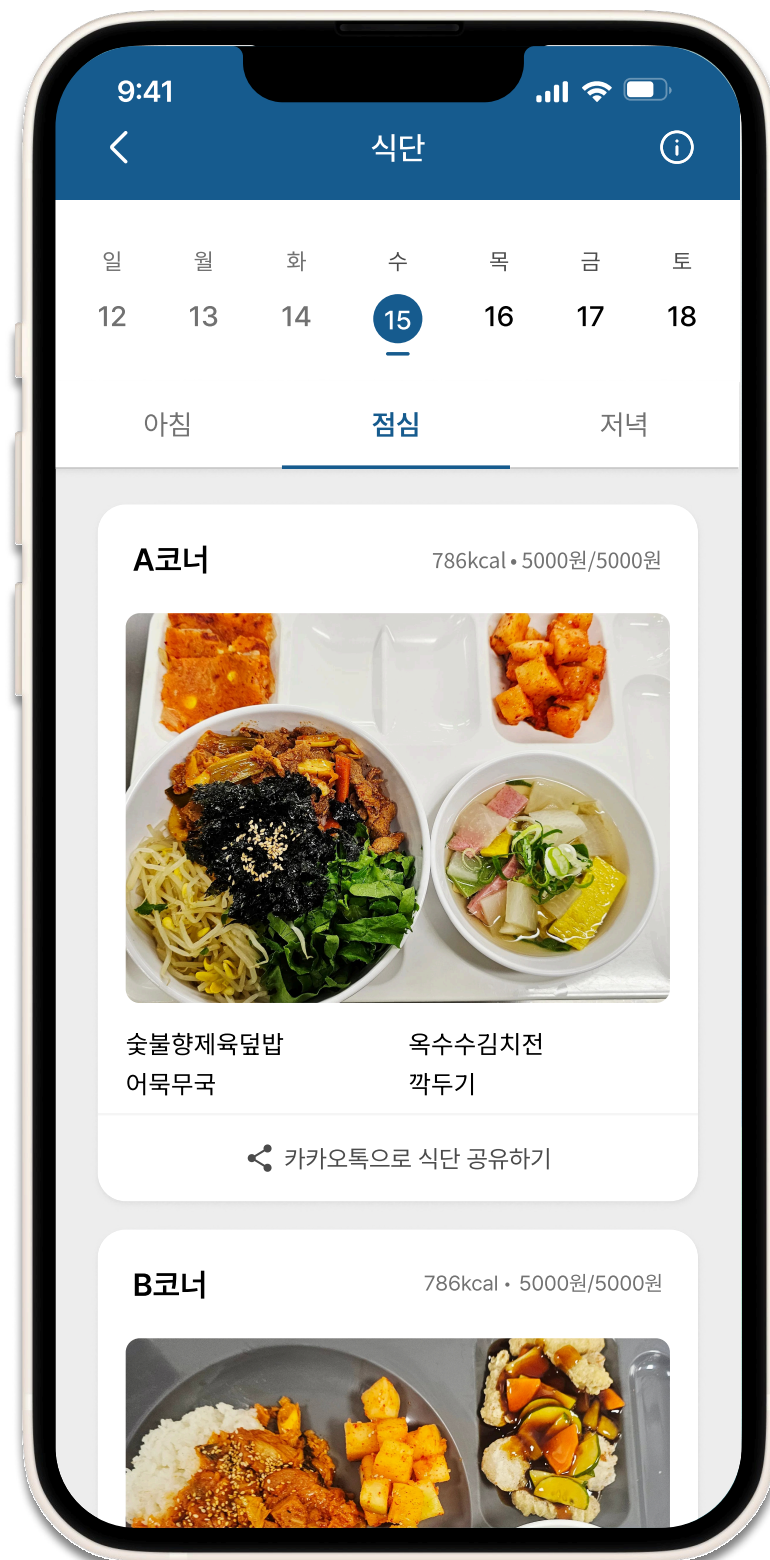 9:41
식단
일 월 화 수 목 금 토
12 13 14 15 16 17 18
아침 점심 저녁
A코너 786kcal • 5000원/5000원
숯불향제육덮밥 옥수수김치전
어묵무국 깍두기
카카오톡으로 식단 공유하기
B코너 786kcal • 5000원/5000원